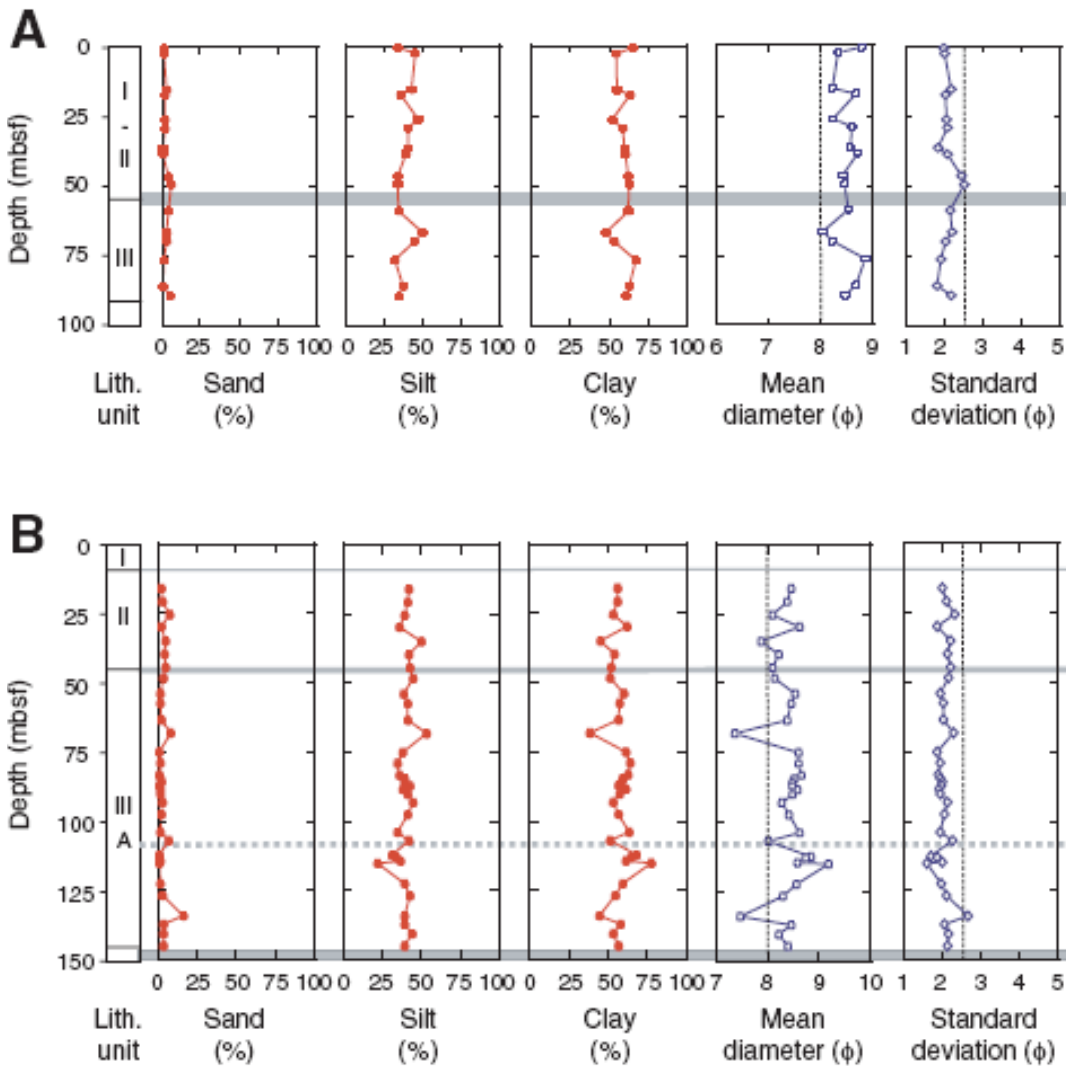 A
Depth (mbsf)
0
25
50
75
100
I
-
II
III
0 25 50 75 100
0 25 50 75 100
0 25 50 75 100
6 7 8 9
1 2 3 4 5
Lith. unit
Sand (%)
Silt (%)
Clay (%)
Mean diameter (ϕ)
Standard deviation (ϕ)
B
Depth (mbsf)
0
25
50
75
100
125
150
I
II
III
A
0 25 50 75 100
0 25 50 75 100
0 25 50 75 100
7 8 9 10
1 2 3 4 5
Lith. unit
Sand (%)
Silt (%)
Clay (%)
Mean diameter (ϕ)
Standard deviation (ϕ)